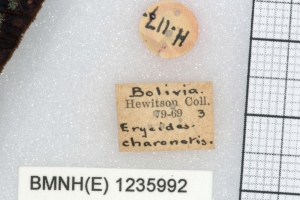 H.117.
Bolivia.
Hewitson Coll.
79-69 3
Erycides
charonotis.
BMNH(E) 1235992